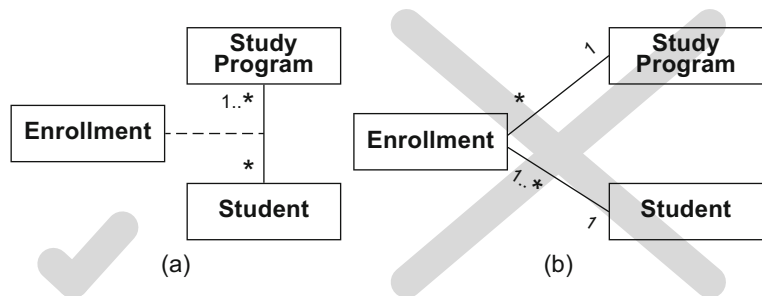 Study
Program
1..*
Enrollment
*
Student
(a)
Study
Program
1
*
Enrollment
1..*
Student
1
(b)